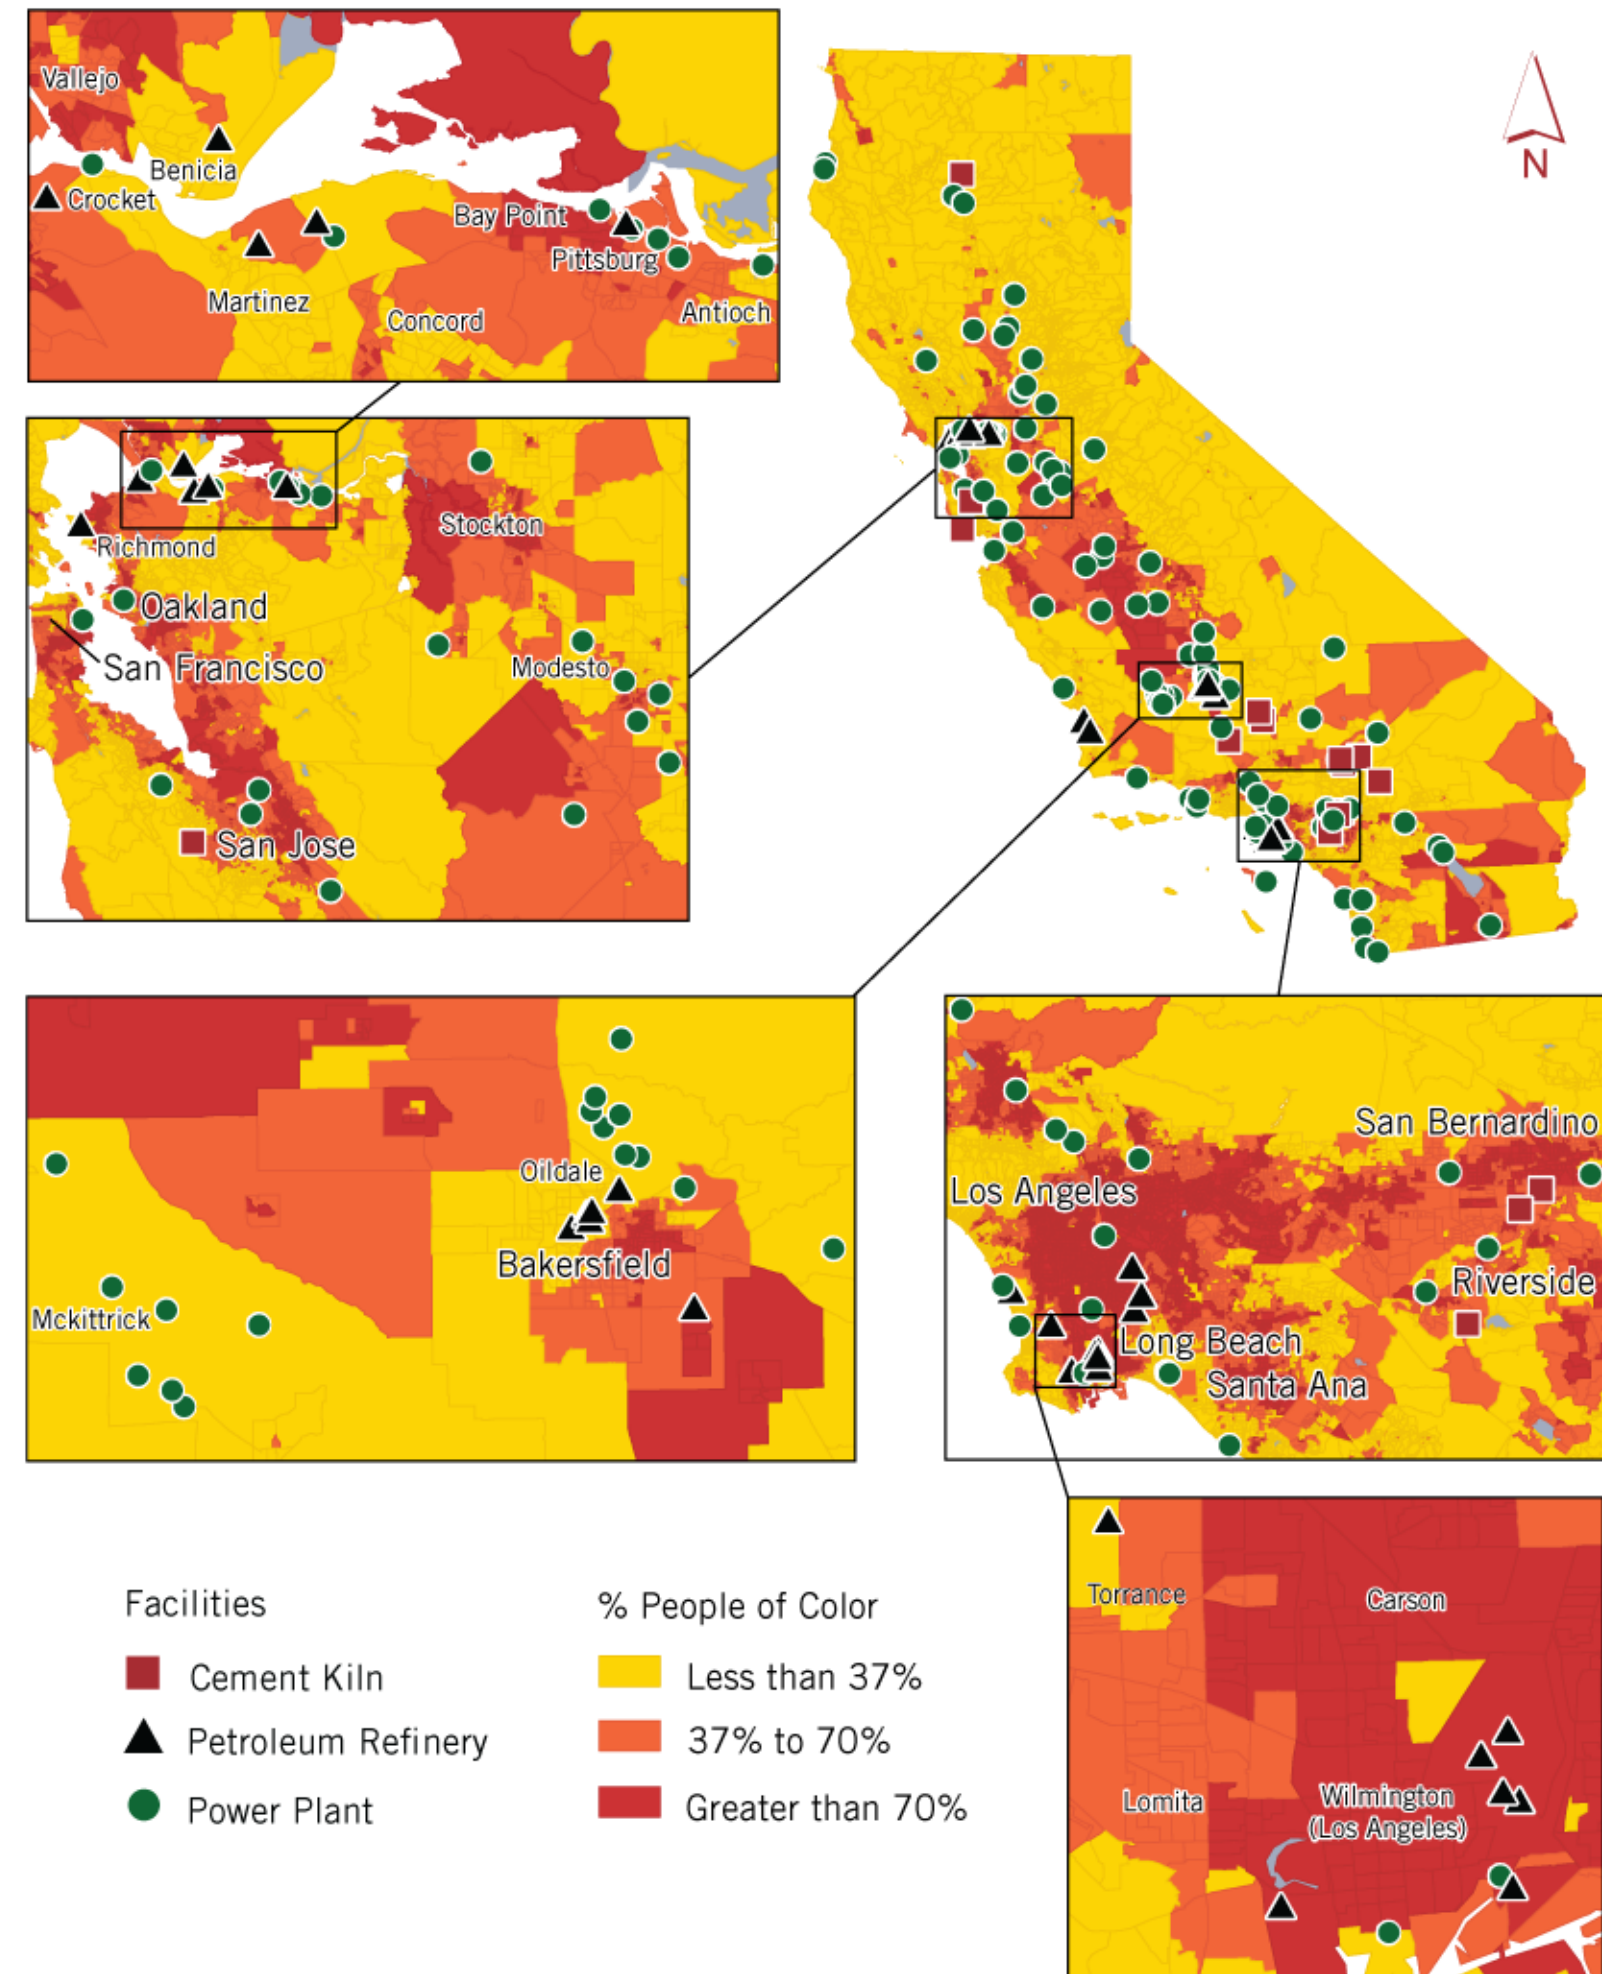 Vallejo
Benicia
Crocket
Bay Point
Pittsburg
Martinez
Concord
Antioch
N
Stockton
Richmond
Oakland
San Francisco
Modesto
San Jose
Oildale
Bakersfield
Mckittrick
San Bernardino
Los Angeles
Riverside
Long Beach
Santa Ana
Torrance
Carson
Lomita
Wilmington
(Los Angeles)
Facilities
Cement Kiln
Petroleum Refinery
Power Plant
% People of Color
Less than 37%
37% to 70%
Greater than 70%